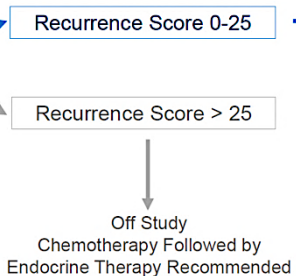 Recurrence Score 0-25
Recurrence Score > 25
Off Study
Chemotherapy Followed by
Endocrine Therapy Recommended